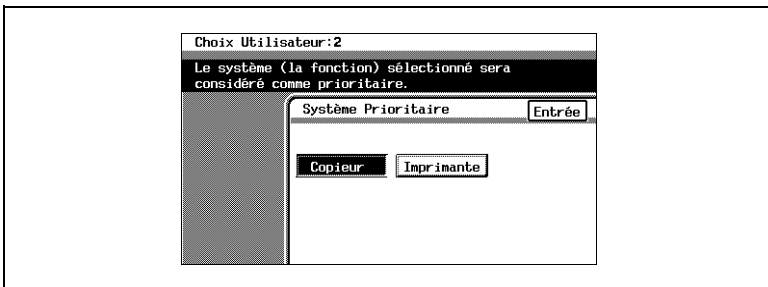 Choix Utilisateur:2
Le système (la fonction) sélectionné sera
considéré comme prioritaire.
Système Prioritaire Entrée
Copieur Imprimante